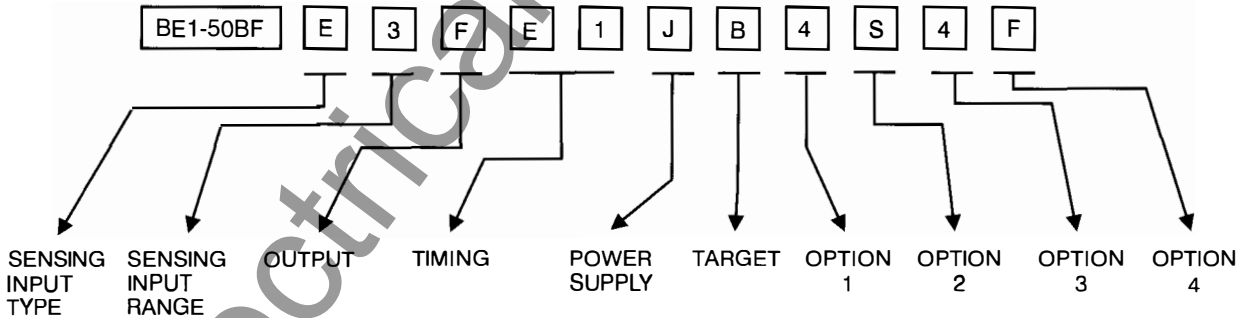 BE1-50BF E 3 F E 1 J B 4 S 4 F
SENSING INPUT TYPE
SENSING INPUT RANGE
OUTPUT
TIMING
POWER SUPPLY
TARGET
OPTION 1
OPTION 2
OPTION 3
OPTION 4
ectrical